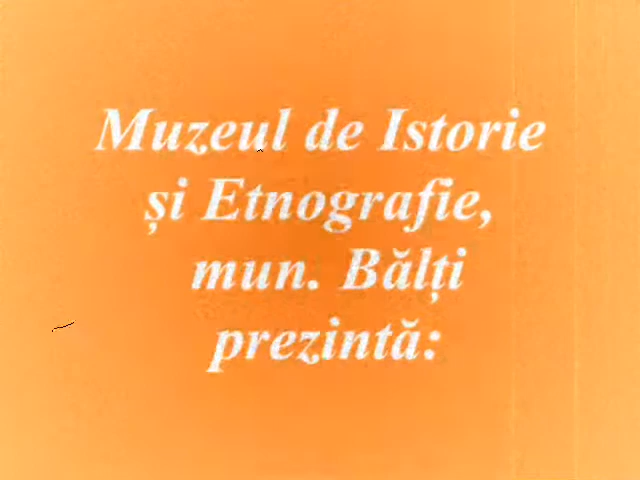 Muzeul de Istorie
și Etnografie,
mun. Bălți
prezintă: